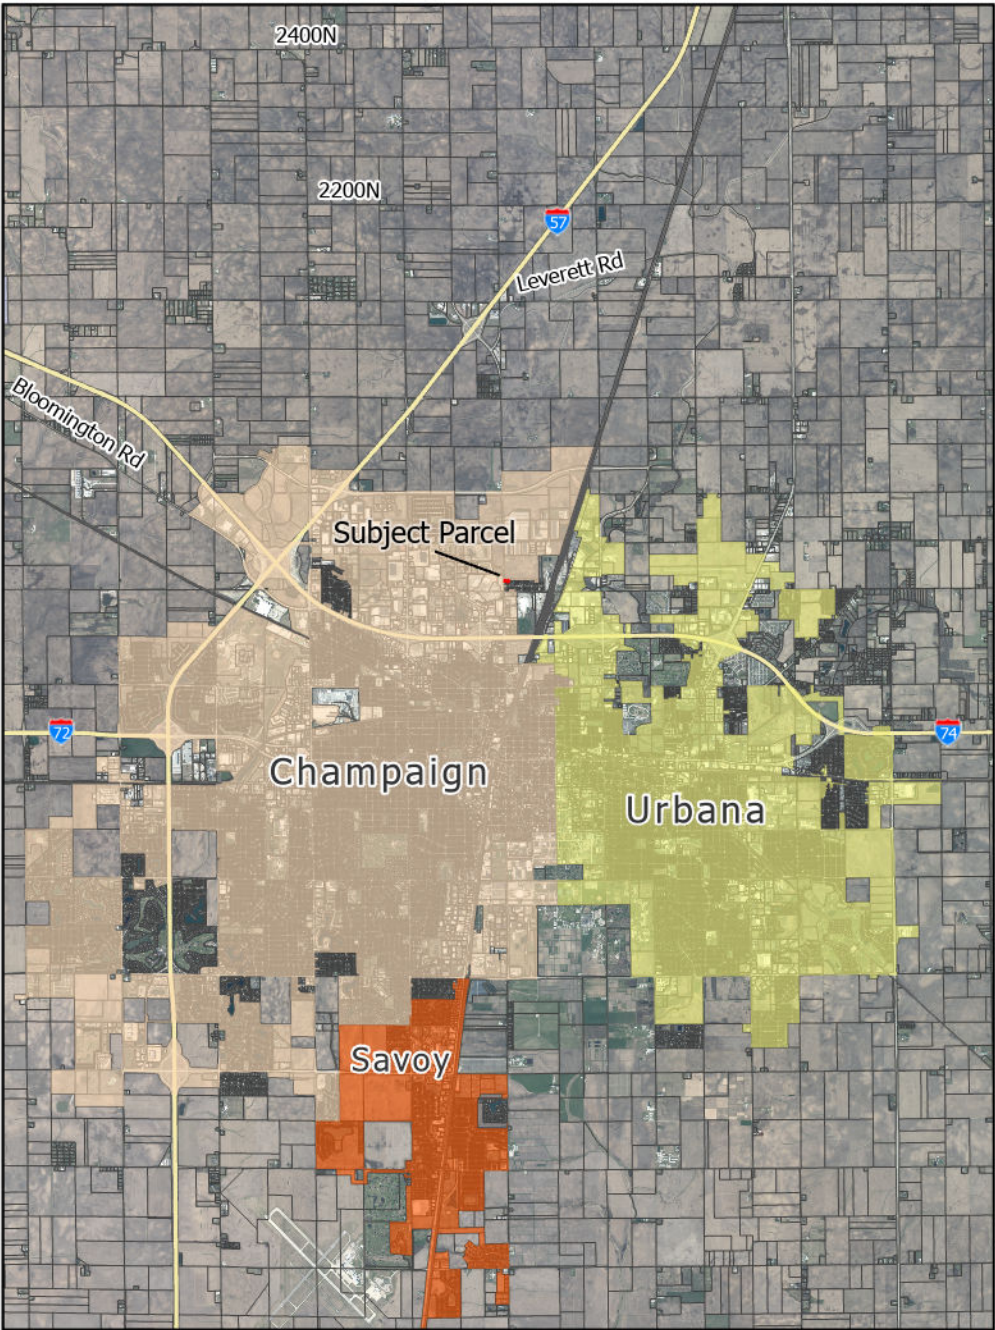 2400N
2200N
57
Leverett Rd
Bloomington Rd
Subject Parcel
72
74
Champaign
Urbana
Savoy